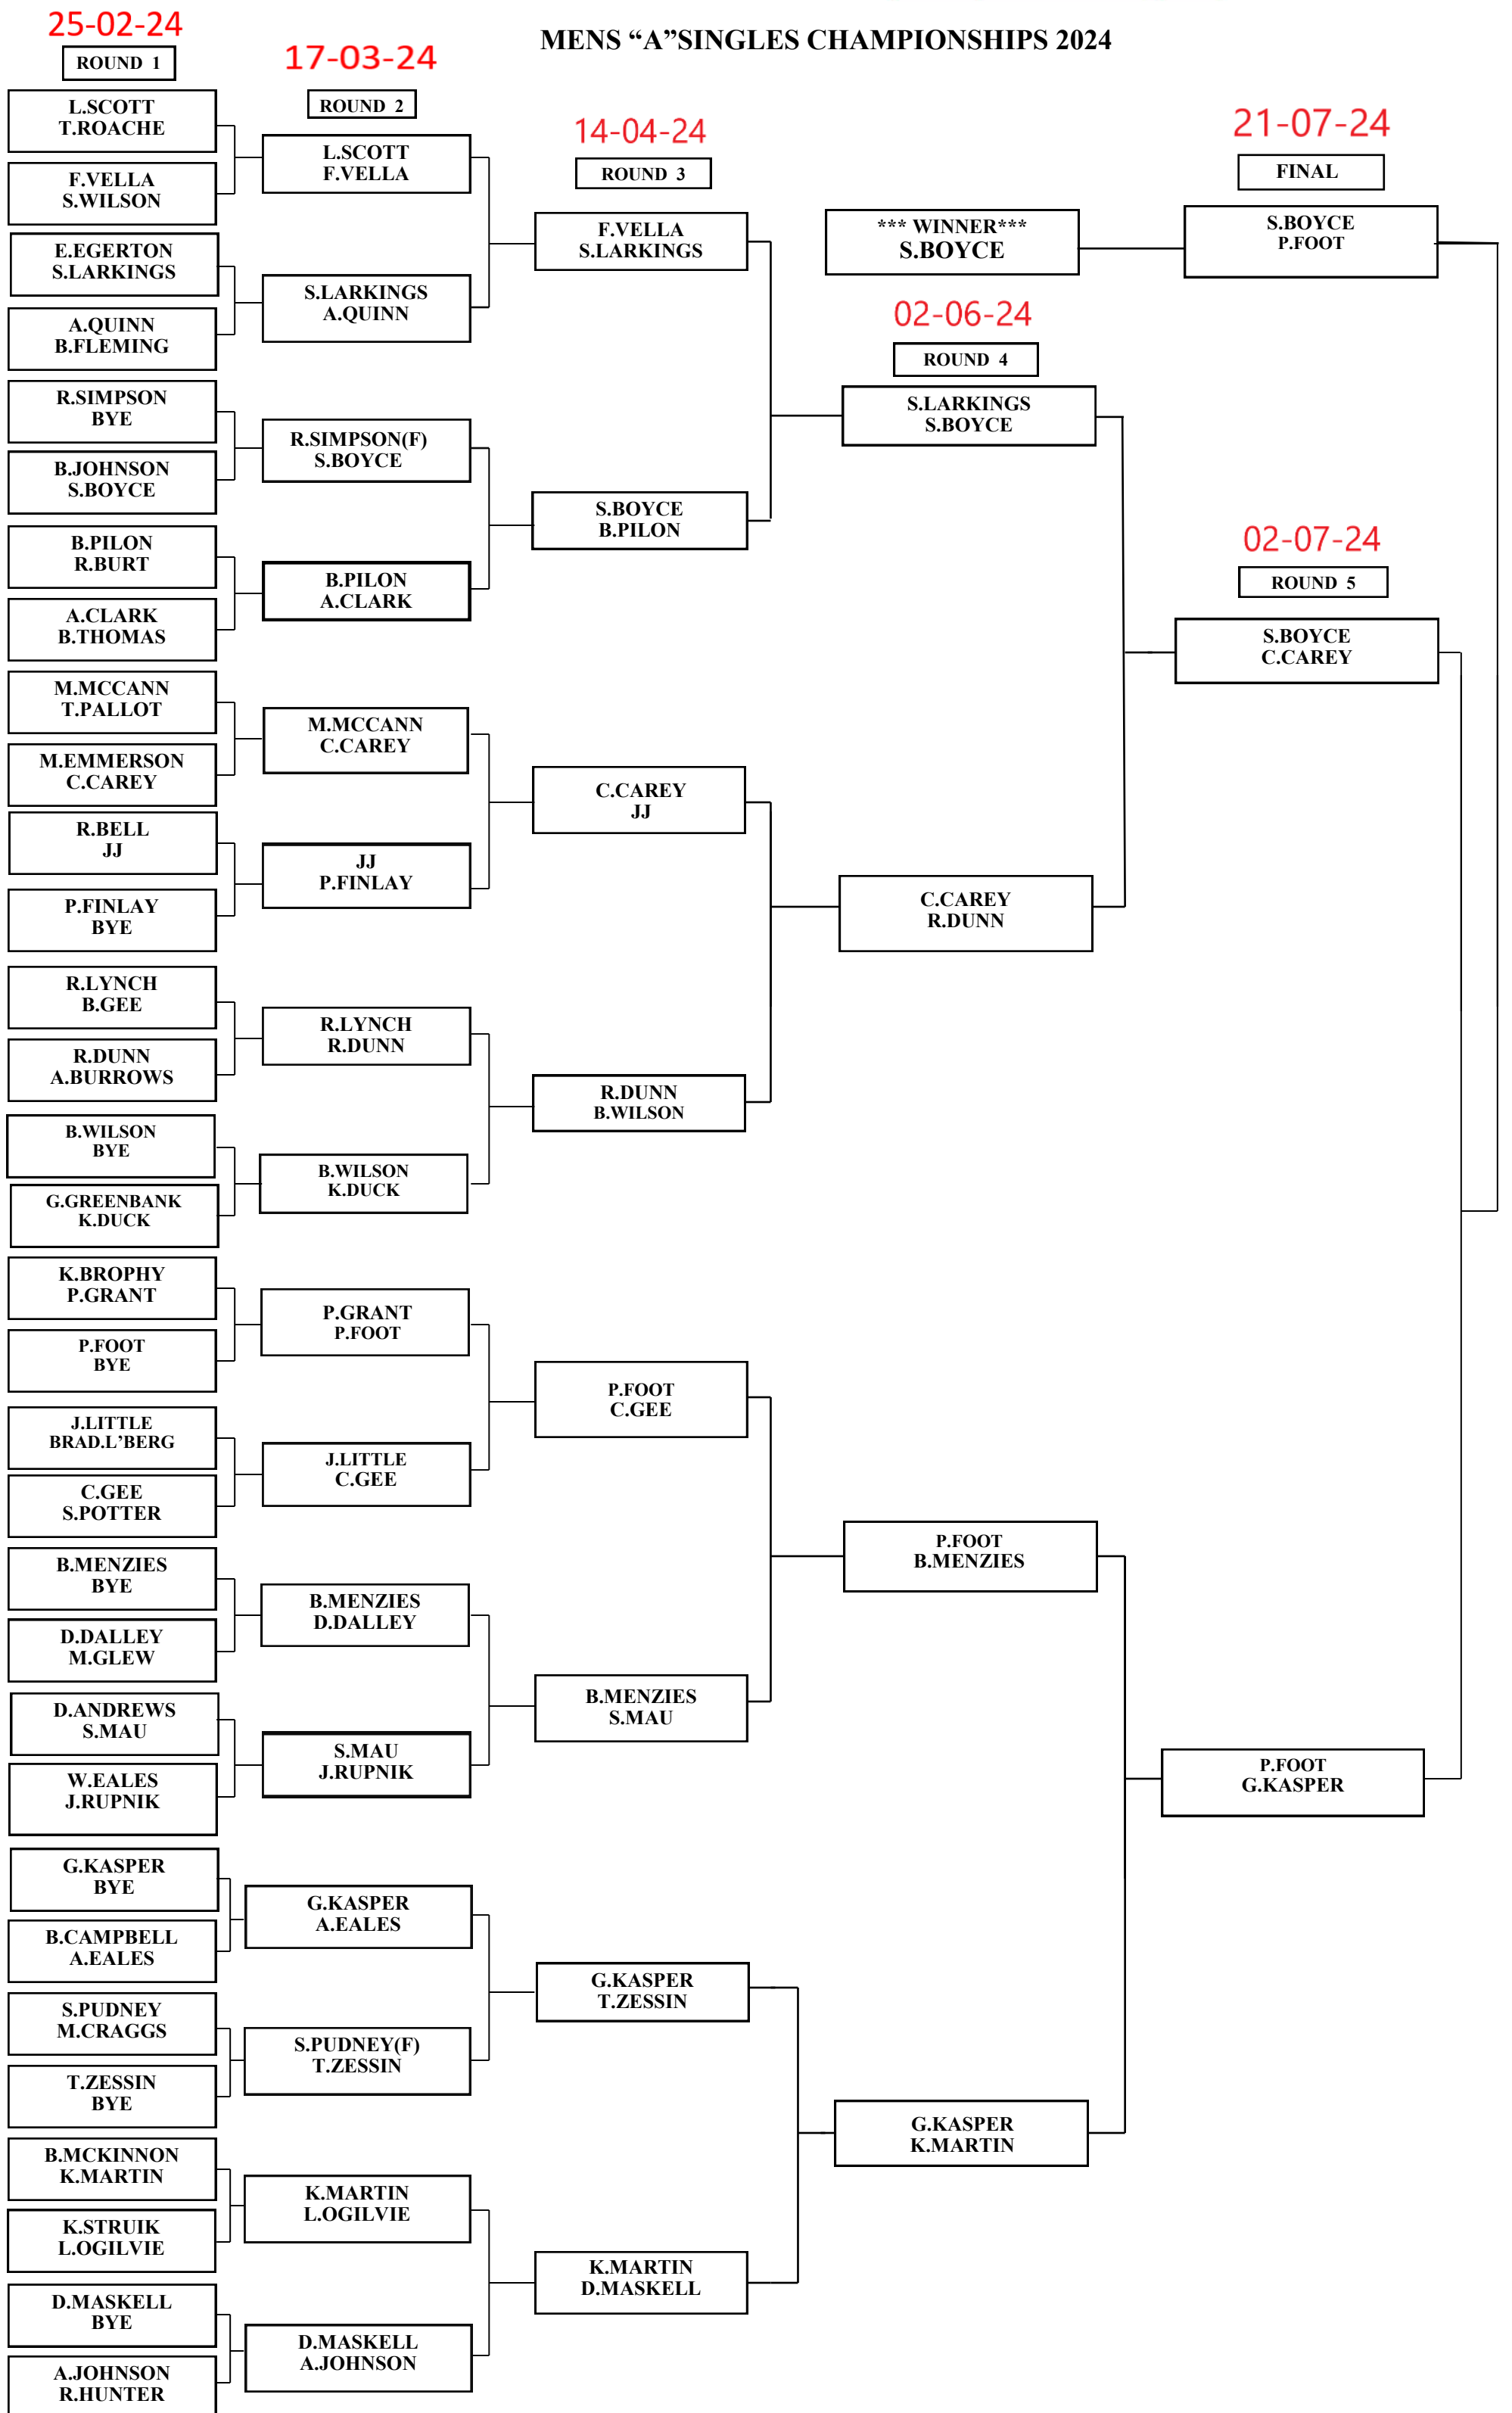 MENS “A”SINGLES CHAMPIONSHIPS 2024
25-02-24
ROUND 1
L.SCOTT
T.ROACHE
F.VELLA
S.WILSON
E.EGERTON
S.LARKINGS
A.QUINN
B.FLEMING
R.SIMPSON
BYE
B.JOHNSON
S.BOYCE
B.PILON
R.BURT
A.CLARK
B.THOMAS
M.MCCANN
T.PALLOT
M.EMMERSON
C.CAREY
R.BELL
JJ
P.FINLAY
BYE
R.LYNCH
B.GEE
R.DUNN
A.BURROWS
B.WILSON
BYE
G.GREENBANK
K.DUCK
K.BROPHY
P.GRANT
P.FOOT
BYE
J.LITTLE
BRAD.L’BERG
C.GEE
S.POTTER
B.MENZIES
BYE
D.DALLEY
M.GLEW
D.ANDREWS
S.MAU
W.EALES
J.RUPNIK
G.KASPER
BYE
B.CAMPBELL
A.EALES
S.PUDNEY
M.CRAGGS
T.ZESSIN
BYE
B.MCKINNON
K.MARTIN
K.STRUIK
L.OGILVIE
D.MASKELL
BYE
A.JOHNSON
R.HUNTER
17-03-24
ROUND 2
L.SCOTT
F.VELLA
S.LARKINGS
A.QUINN
R.SIMPSON(F)
S.BOYCE
B.PILON
A.CLARK
M.MCCANN
C.CAREY
JJ
P.FINLAY
R.LYNCH
R.DUNN
B.WILSON
K.DUCK
P.GRANT
P.FOOT
J.LITTLE
C.GEE
B.MENZIES
D.DALLEY
S.MAU
J.RUPNIK
G.KASPER
A.EALES
S.PUDNEY(F)
T.ZESSIN
K.MARTIN
L.OGILVIE
D.MASKELL
A.JOHNSON
14-04-24
ROUND 3
F.VELLA
S.LARKINGS
S.BOYCE
B.PILON
C.CAREY
JJ
R.DUNN
B.WILSON
P.FOOT
C.GEE
B.MENZIES
S.MAU
G.KASPER
T.ZESSIN
K.MARTIN
D.MASKELL
*** WINNER***
S.BOYCE
02-06-24
ROUND 4
S.LARKINGS
S.BOYCE
C.CAREY
R.DUNN
P.FOOT
B.MENZIES
G.KASPER
K.MARTIN
21-07-24
FINAL
S.BOYCE
P.FOOT
02-07-24
ROUND 5
S.BOYCE
C.CAREY
P.FOOT
G.KASPER